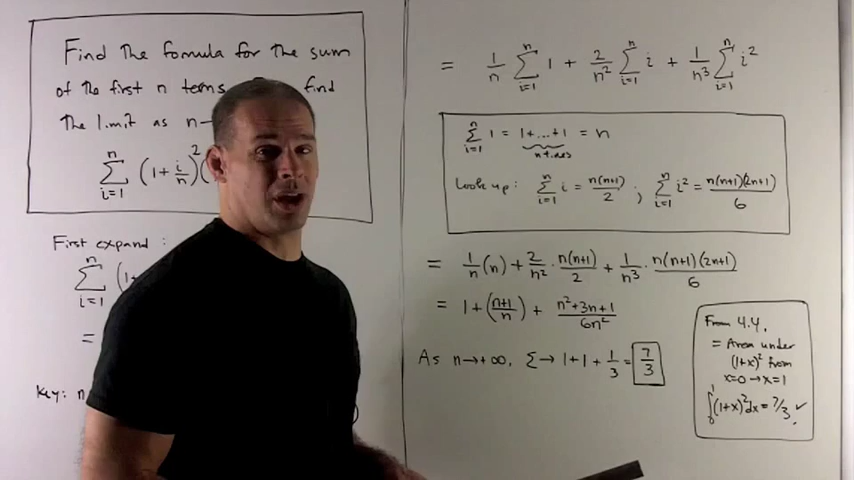 Find the formula for the sum
of the first n terms. find
the limit as n→
n
∑ (1+i/n)²(
i=1
First expand:
n
∑ (1+
i=1
=
Key: n
= 1/n ∑_{i=1}^{n} 1 + 2/n² ∑_{i=1}^{n} i + 1/n³ ∑_{i=1}^{n} i²
∑_{i=1}^{n} 1 = 1+...+1 = n
n times
Look up: ∑_{i=1}^{n} i = n(n+1)/2 ; ∑_{i=1}^{n} i² = n(n+1)(2n+1)/6
= 1/n (n) + 2/n² · n(n+1)/2 + 1/n³ · n(n+1)(2n+1)/6
= 1 + (n+1/n) + n²+3n+1/6n²
As n→+∞, ∑→ 1+1+1/3 = 7/3
From 4.4,
= Area under
(1+x)² from
x=0→x=1
∫₀¹(1+x)²dx = 7/3 ✓